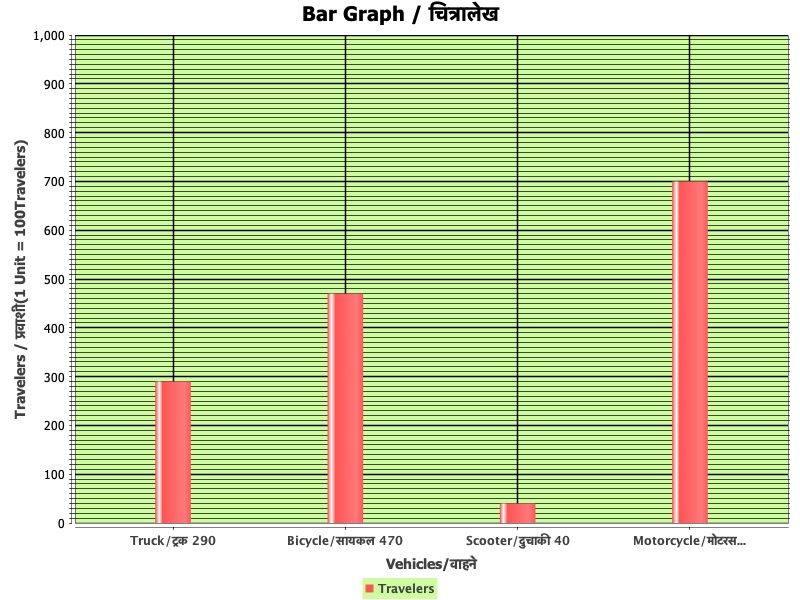 Bar Graph / चित्रालेख
Travelers / प्रवाशी(1 Unit = 100Travelers)
1,000
900
800
700
600
500
400
300
200
100
0
Truck/ट्रक 290 Bicycle/सायकल 470 Scooter/दुचाकी 40 Motorcycle/मोटरस...
Vehicles/वाहने
Travelers